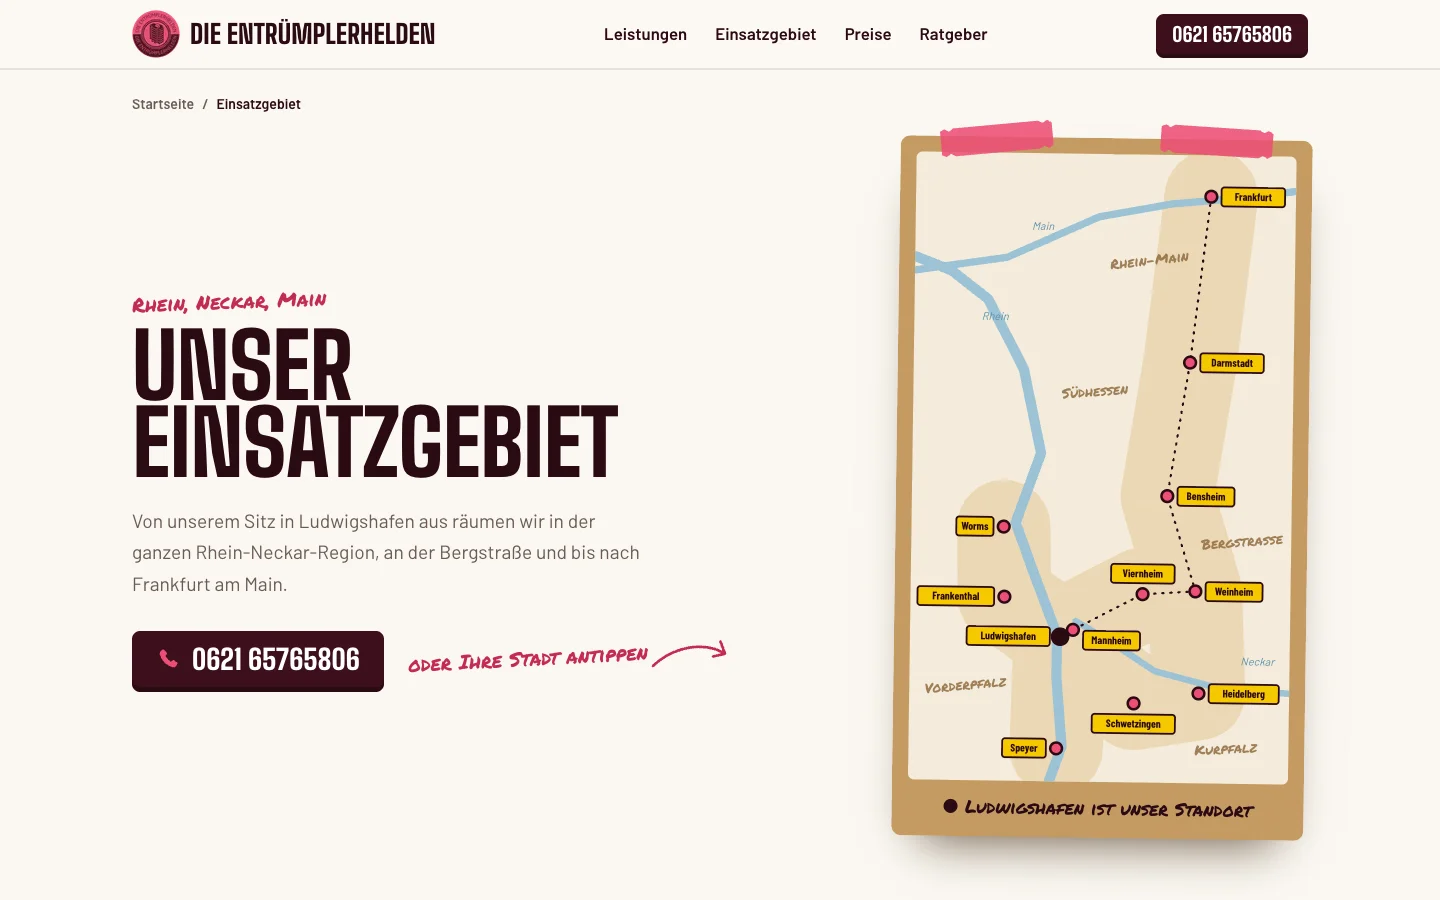 DIE ENTRÜMPLERHELDEN
Leistungen
Einsatzgebiet
Preise
Ratgeber
0621 65765806
Startseite / Einsatzgebiet
RHEIN, NECKAR, MAIN
UNSER
EINSATZGEBIET
Von unserem Sitz in Ludwigshafen aus räumen wir in der
ganzen Rhein-Neckar-Region, an der Bergstraße und bis nach
Frankfurt am Main.
0621 65765806
ODER IHRE STADT ANTIPPEN
Frankfurt
Main
RHEIN-MAIN
Rhein
Darmstadt
SÜDHESSEN
Bensheim
Worms
BERGSTRASSE
Viernheim
Weinheim
Frankenthal
Ludwigshafen
Mannheim
Neckar
VORDERPFALZ
Heidelberg
Schwetzingen
Speyer
KURPFALZ
LUDWIGSHAFEN IST UNSER STANDORT